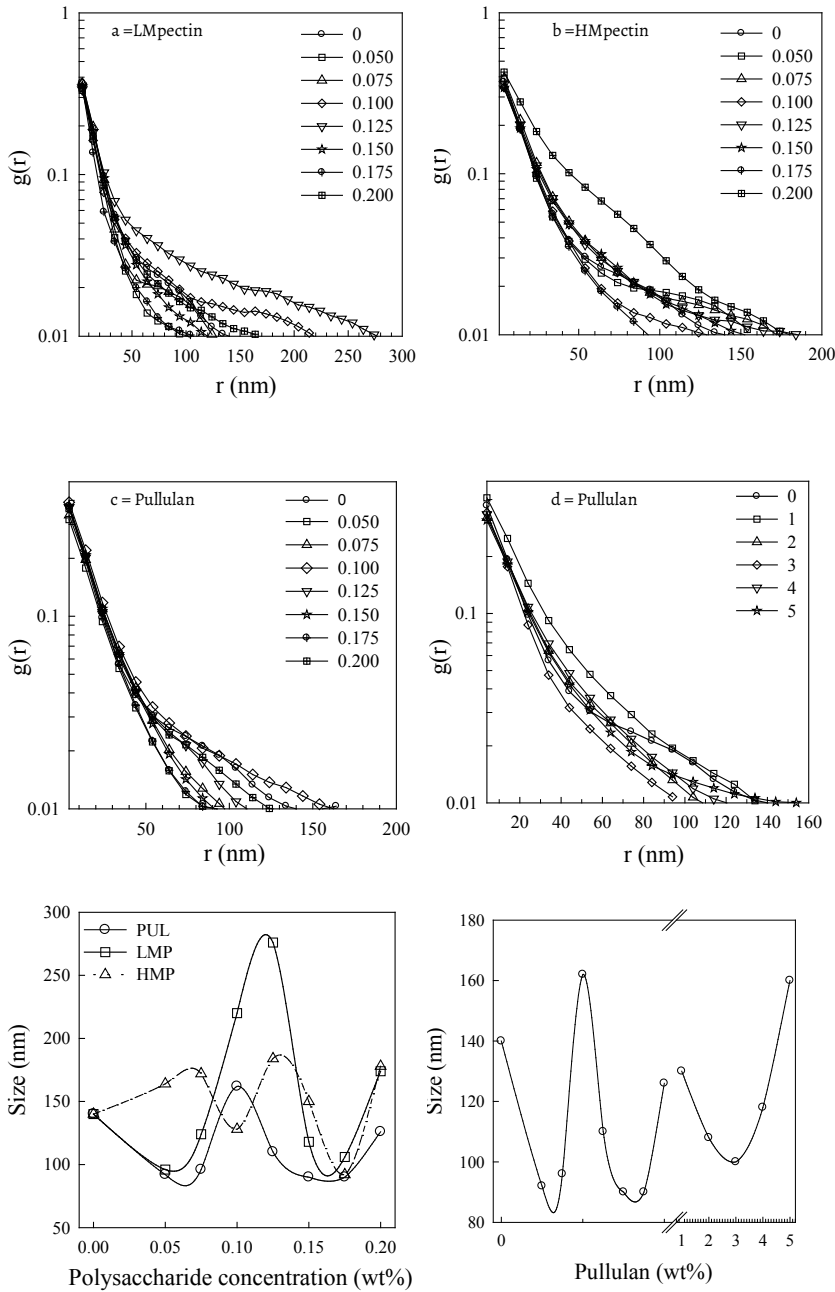 a =LMpectin
0
0.050
0.075
0.100
0.125
0.150
0.175
0.200
1
0.1
0.01
g(r)
50 100 150 200 250 300
r (nm)
b =HMpectin
0
0.050
0.075
0.100
0.125
0.150
0.175
0.200
1
0.1
0.01
g(r)
50 100 150 200
r (nm)
c = Pullulan
0
0.050
0.075
0.100
0.125
0.150
0.175
0.200
0.1
0.01
g(r)
50 100 150 200
r (nm)
d = Pullulan
0
1
2
3
4
5
0.1
0.01
g(r)
20 40 60 80 100 120 140 160
r (nm)
PUL
LMP
HMP
300
250
200
150
100
50
Size (nm)
0.00 0.05 0.10 0.15 0.20
Polysaccharide concentration (wt%)
180
160
140
120
100
80
Size (nm)
0 1 2 3 4 5
Pullulan (wt%)